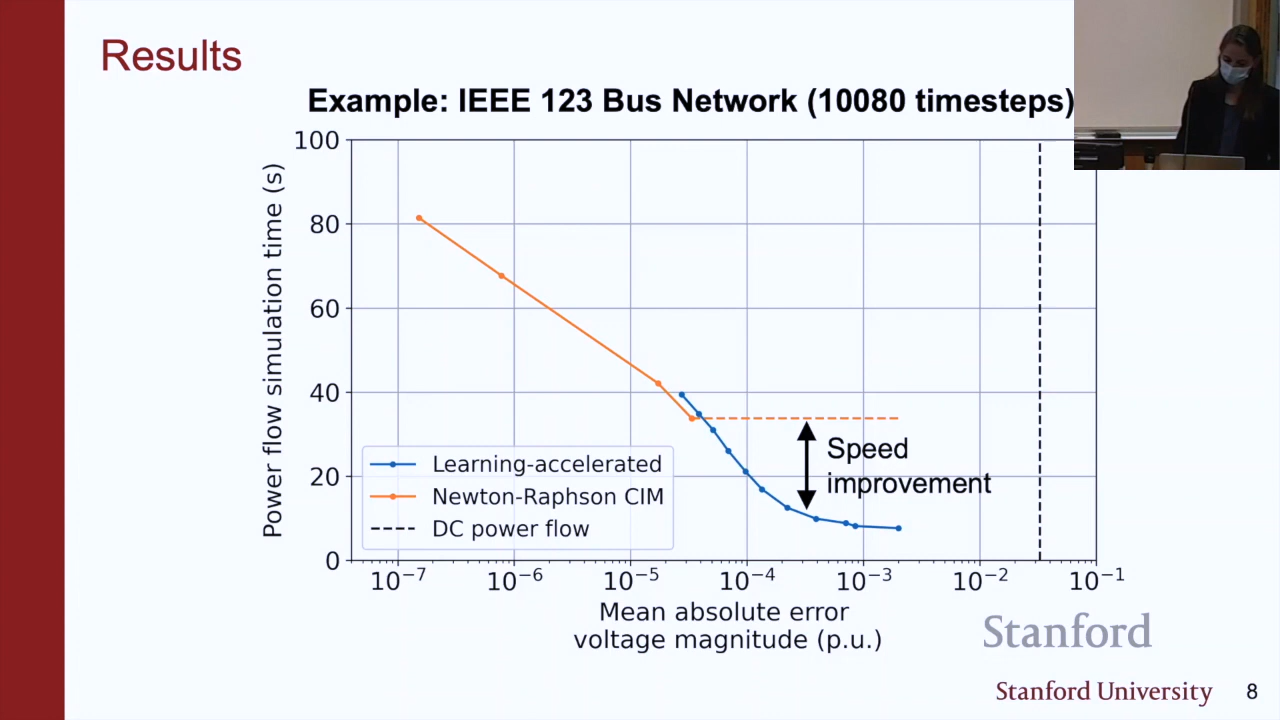 Results
Example: IEEE 123 Bus Network (10080 timesteps)
100
80
60
40
20
0
Power flow simulation time (s)
Speed
improvement
Learning-accelerated
Newton-Raphson CIM
DC power flow
10⁻⁷ 10⁻⁶ 10⁻⁵ 10⁻⁴ 10⁻³ 10⁻² 10⁻¹
Mean absolute error
voltage magnitude (p.u.)
Stanford
Stanford University 8